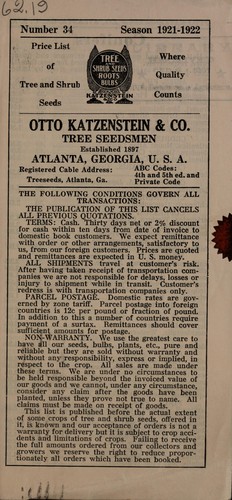 62.19
Number 34 Season 1921-1922
Price List
of
Tree and Shrub
Seeds
TREE
& SHRUB SEEDS
ROOTS
BULBS
KATZENSTEIN
Where
Quality
Counts
OTTO KATZENSTEIN & CO.
TREE SEEDSMEN
Established 1897
ATLANTA, GEORGIA, U. S. A.
Registered Cable Address:
Treeseeds, Atlanta, Ga.
ABC Codes:
4th and 5th ed. and
Private Code
THE FOLLOWING CONDITIONS GOVERN ALL
TRANSACTIONS:
THE PUBLICATION OF THIS LIST CANCELS
ALL PREVIOUS QUOTATIONS.
TERMS: Cash. Thirty days net or 2% discount
for cash within ten days from date of invoice to
domestic book customers. We expect remittance
with order or other arrangements, satisfactory to
us, from our foreign customers. Prices are quoted
and remittances are expected in U. S. money.
ALL SHIPMENTS travel at customer's risk.
After having taken receipt of transportation com-
panies we are not responsible for delays, losses or
injury to shipment while in transit. Customer's
redress is with transportation companies only.
PARCEL POSTAGE. Domestic rates are gov-
erned by zone tariff. Parcel postage into foreign
countries is 12c per pound or fraction of pound.
In addition to this a number of countries require
payment of a surtax. Remittances should cover
sufficient amounts for postage.
NON-WARRANTY. We use the greatest care to
have all our seeds, bulbs, plants, etc., pure and
reliable but they are sold without warranty and
without any responsibility, express or implied, in
respect to the crop. All sales are made under
these terms. We are under no circumstances to
be held responsible beyond the invoiced value of
our goods and we cannot, under any circumstance,
consider any claim after the goods have been
planted, unless they prove not true to name. All
claims must be made on receipt of goods.
This list is published before the actual extent
of some crops of tree and shrub seeds, offered in
it, is known and our acceptance of orders is not a
warranty for delivery but it is subject to crop acci-
dents and limitations of crops. Failing to receive
the full amounts ordered from our collectors and
growers we reserve the right to reduce propor-
tionately all orders which have been booked.